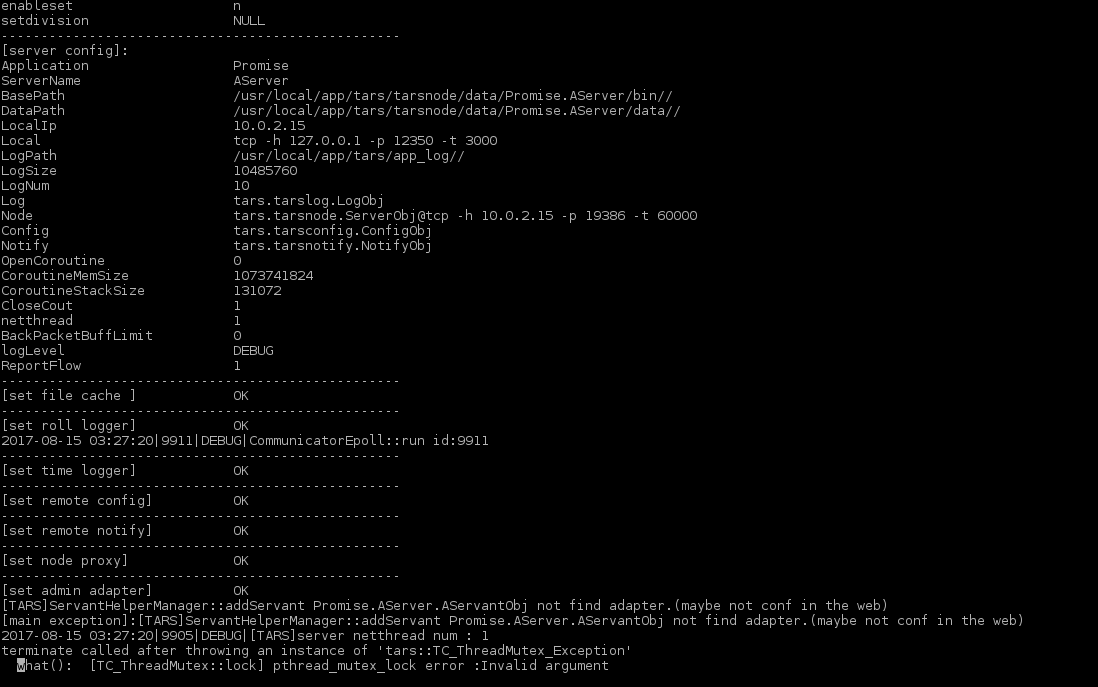 enableset n
setdivision NULL
--------------------------------------------------
[server config]:
Application Promise
ServerName AServer
BasePath /usr/local/app/tars/tarsnode/data/Promise.AServer/bin//
DataPath /usr/local/app/tars/tarsnode/data/Promise.AServer/data//
LocalIp 10.0.2.15
Local tcp -h 127.0.0.1 -p 12350 -t 3000
LogPath /usr/local/app/tars/app_log//
LogSize 10485760
LogNum 10
Log tars.tarslog.LogObj
Node tars.tarsnode.ServerObj@tcp -h 10.0.2.15 -p 19386 -t 60000
Config tars.tarsconfig.ConfigObj
Notify tars.tarsnotify.NotifyObj
OpenCoroutine 0
CoroutineMemSize 1073741824
CoroutineStackSize 131072
CloseCout 1
netthread 1
BackPacketBuffLimit 0
logLevel DEBUG
ReportFlow 1
--------------------------------------------------
[set file cache ] OK
--------------------------------------------------
[set roll logger] OK
2017-08-15 03:27:20|9911|DEBUG|CommunicatorEpoll::run id:9911
--------------------------------------------------
[set time logger] OK
--------------------------------------------------
[set remote config] OK
--------------------------------------------------
[set remote notify] OK
--------------------------------------------------
[set node proxy] OK
--------------------------------------------------
[set admin adapter] OK
[TARS]ServantHelperManager::addServant Promise.AServer.AServantObj not find adapter.(maybe not conf in the web)
[main exception]:[TARS]ServantHelperManager::addServant Promise.AServer.AServantObj not find adapter.(maybe not conf in the web)
2017-08-15 03:27:20|9905|DEBUG|[TARS]server netthread num : 1
terminate called after throwing an instance of 'tars::TC_ThreadMutex_Exception'
what(): [TC_ThreadMutex::lock] pthread_mutex_lock error :Invalid argument